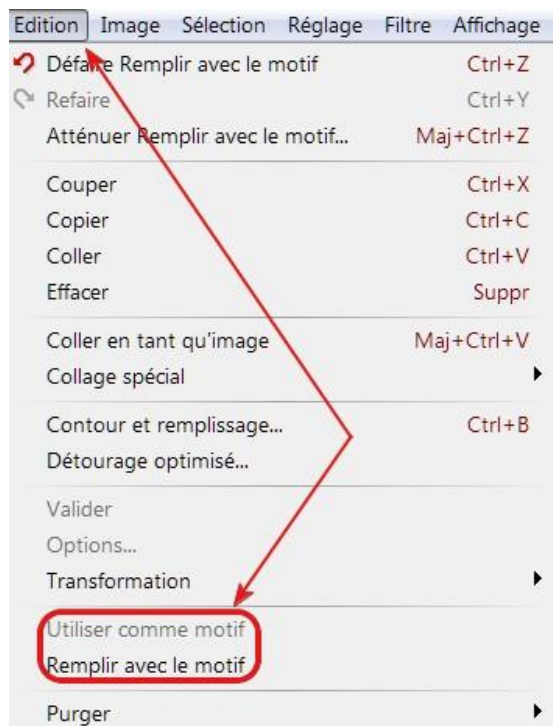 Edition Image Sélection Réglage Filtre Affichage
Défaire Remplir avec le motif Ctrl+Z
Refaire Ctrl+Y
Atténuer Remplir avec le motif... Maj+Ctrl+Z
Couper Ctrl+X
Copier Ctrl+C
Coller Ctrl+V
Effacer Suppr
Coller en tant qu'image Maj+Ctrl+V
Collage spécial
Contour et remplissage... Ctrl+B
Détourage optimisé...
Valider
Options...
Transformation
Utiliser comme motif
Remplir avec le motif
Purger